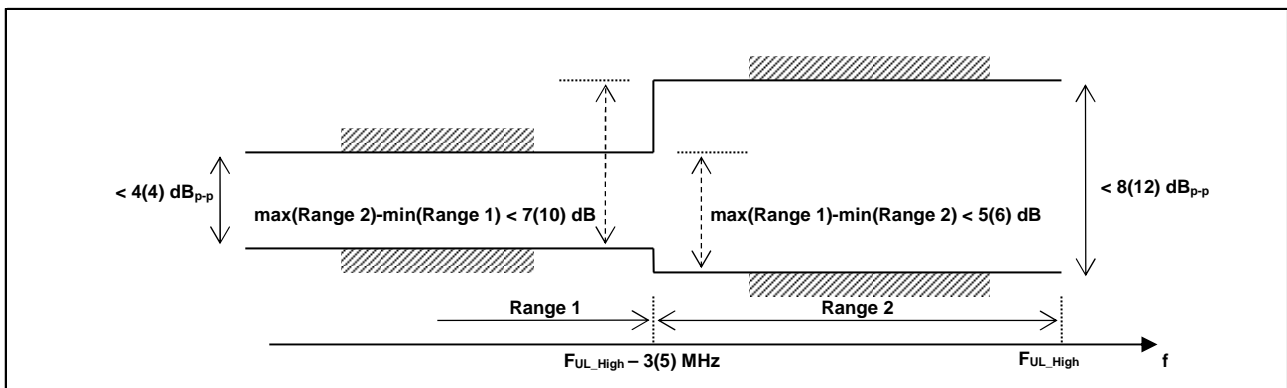 < 4(4) dBp-p
max(Range 2)-min(Range 1) < 7(10) dB
max(Range 1)-min(Range 2) < 5(6) dB
< 8(12) dBp-p
Range 1
Range 2
FUL_High – 3(5) MHz
FUL_High
f